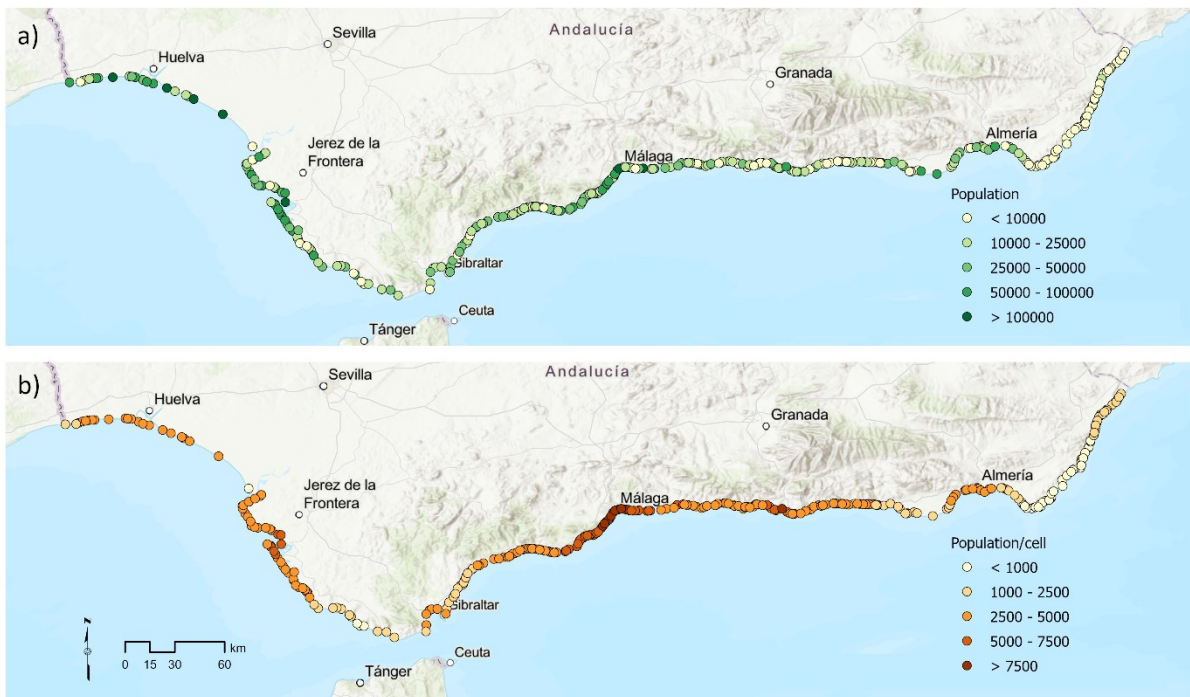 a)
Andalucía
Sevilla
Huelva
Granada
Jerez de la
Frontera
Málaga
Almería
Gibraltar
Ceuta
Tánger
Population
< 10000
10000 - 25000
25000 - 50000
50000 - 100000
> 100000
b)
Andalucía
Sevilla
Huelva
Granada
Jerez de la
Frontera
Málaga
Almería
Gibraltar
Ceuta
Tánger
Population/cell
< 1000
1000 - 2500
2500 - 5000
5000 - 7500
> 7500
km
0 15 30 60